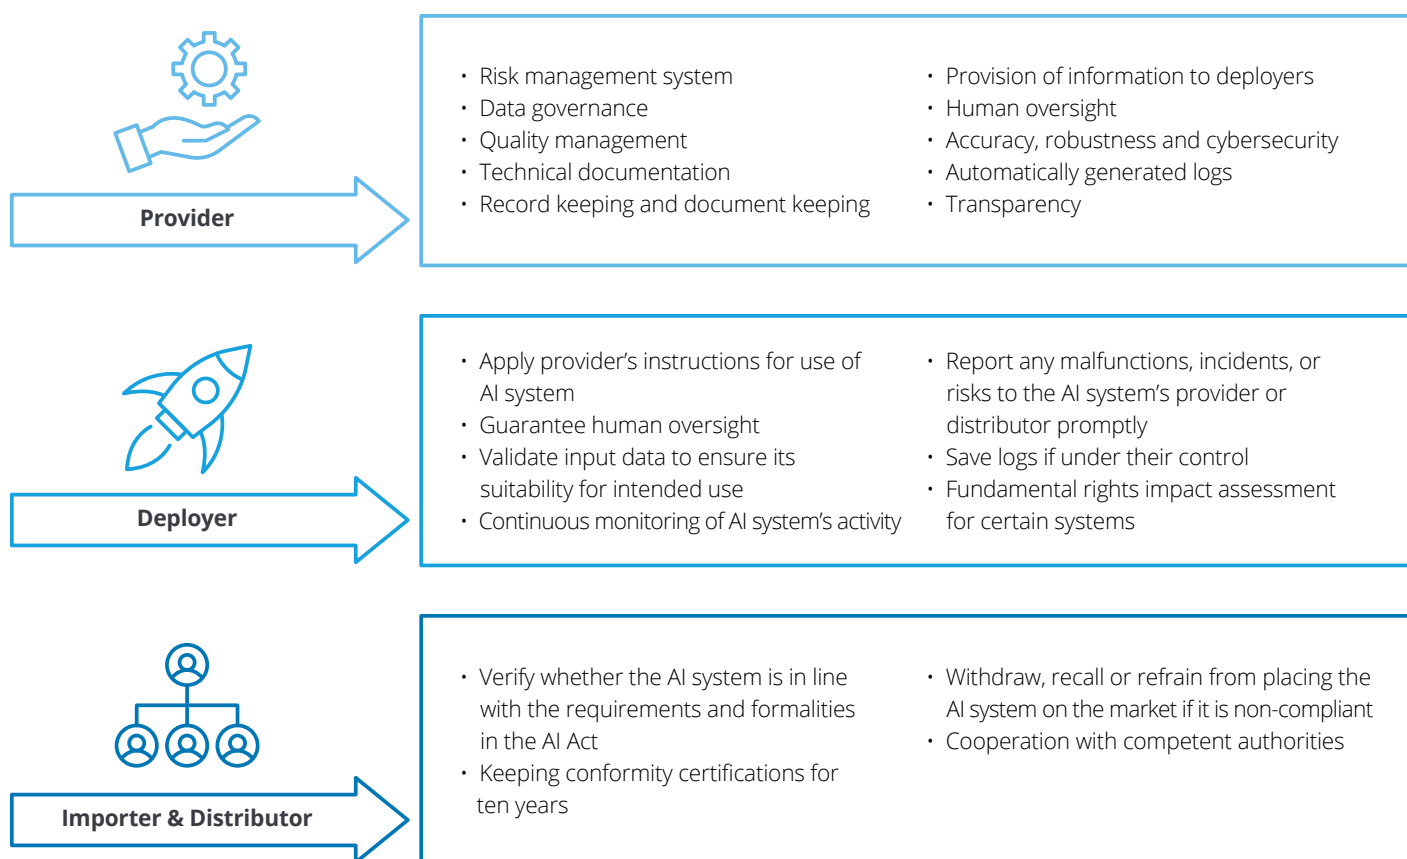 Provider
• Risk management system
• Data governance
• Quality management
• Technical documentation
• Record keeping and document keeping
• Provision of information to deployers
• Human oversight
• Accuracy, robustness and cybersecurity
• Automatically generated logs
• Transparency
Deployer
• Apply provider’s instructions for use of
AI system
• Guarantee human oversight
• Validate input data to ensure its
suitability for intended use
• Continuous monitoring of AI system’s activity
• Report any malfunctions, incidents, or
risks to the AI system’s provider or
distributor promptly
• Save logs if under their control
• Fundamental rights impact assessment
for certain systems
Importer & Distributor
• Verify whether the AI system is in line
with the requirements and formalities
in the AI Act
• Keeping conformity certifications for
ten years
• Withdraw, recall or refrain from placing the
AI system on the market if it is non-compliant
• Cooperation with competent authorities